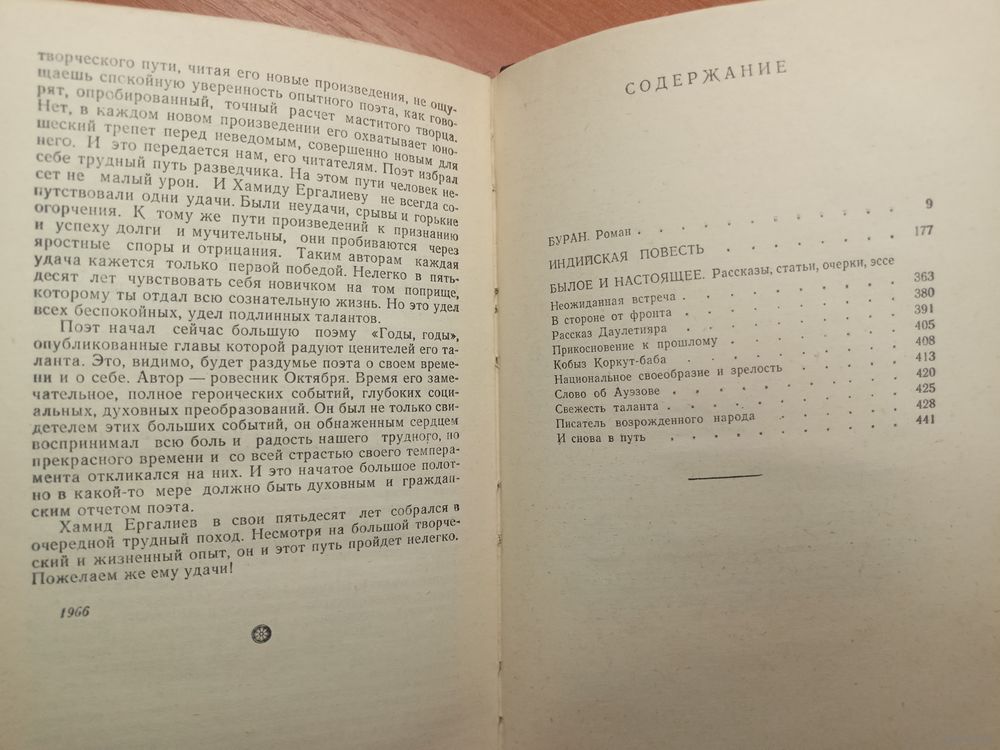 творческого пути, читая его новые произведения, не ощу-
щаешь спокойную уверенность опытного поэта, как гово-
рят, опробированный, точный расчет маститого творца.
Нет, в каждом новом произведении его охватывает юно-
шеский трепет перед неведомым, совершенно новым для
него. И это передается нам, его читателям. Поэт избрал
себе трудный путь разведчика. На этом пути человек не-
сет не малый урон. И Хамиду Ергалиеву не всегда со-
путствовали одни удачи. Были неудачи, срывы и горькие
огорчения. К тому же пути произведений к признанию
и успеху долги и мучительны, они пробиваются через
яростные споры и отрицания. Таким авторам каждая
удача кажется только первой победой. Нелегко в пять-
десят лет чувствовать себя новичком на том поприще,
которому ты отдал всю сознательную жизнь. Но это удел
всех беспокойных, удел подлинных талантов.
Поэт начал сейчас большую поэму «Годы, годы»,
опубликованные главы которой радуют ценителей его та-
ланта. Это, видимо, будет раздумье поэта о своем време-
ни и о себе. Автор — ровесник Октября. Время его заме-
чательное, полное героических событий, глубоких соци-
альных, духовных преобразований. Он был не только сви-
детелем этих больших событий, он обнаженным сердцем
воспринимал всю боль и радость нашего трудного, но
прекрасного времени и со всей страстью своего темпера-
мента откликался на них. И это начатое большое полот-
но в какой-то мере должно быть духовным и граждан-
ским отчетом поэта.
Хамид Ергалиев в свои пятьдесят лет собрался в
очередной трудный поход. Несмотря на большой творче-
ский и жизненный опыт, он и этот путь пройдет нелегко.
Пожелаем же ему удачи!
1966
СОДЕРЖАНИЕ
БУРАН. Роман . . . . . . . . . 9
ИНДИЙСКАЯ ПОВЕСТЬ . . . . . . . 177
БЫЛОЕ И НАСТОЯЩЕЕ. Рассказы, статьи, очерки, эссе
Неожиданная встреча . . . . . . . . 363
В стороне от фронта . . . . . . . . 380
Рассказ Даулетияра . . . . . . . . 391
Прикосновение к прошлому . . . . . . . 405
Кобыз Коркут-баба . . . . . . . . 408
Национальное своеобразие и зрелость . . . . 413
Слово об Ауэзове . . . . . . . . 420
Свежесть таланта . . . . . . . . 425
Писатель возрожденного народа . . . . . 428
И снова в путь . . . . . . . . . 441